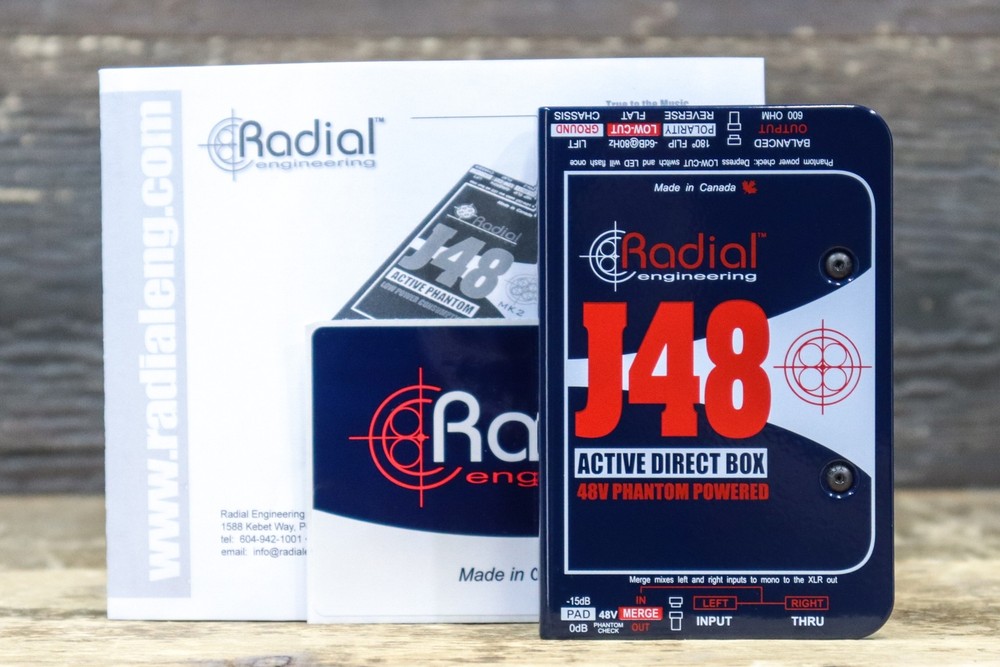 www.radialeng.com
Radial™
engineering
True to the Music
Radial
J48
ACTIVE PHANTOM
MK2
Radial Engineering
1588 Kebet Way, P
tel: 604-942-1001
email: info@radiale
Rad
eng
Made in C
CHASSIS FLAT REVERSE 600 OHM
GROUND LOW-CUT POLARITY OUTPUT
LIFT -6dB@80Hz 180° FLIP BALANCED
Phantom power check: Depress LOW-CUT switch and LED will flash once
Made in Canada
Radial™
engineering
J48
ACTIVE DIRECT BOX
48V PHANTOM POWERED
Merge mixes left and right inputs to mono to the XLR out
-15dB IN
PAD 48V MERGE LEFT RIGHT
0dB PHANTOM CHECK OUT INPUT THRU